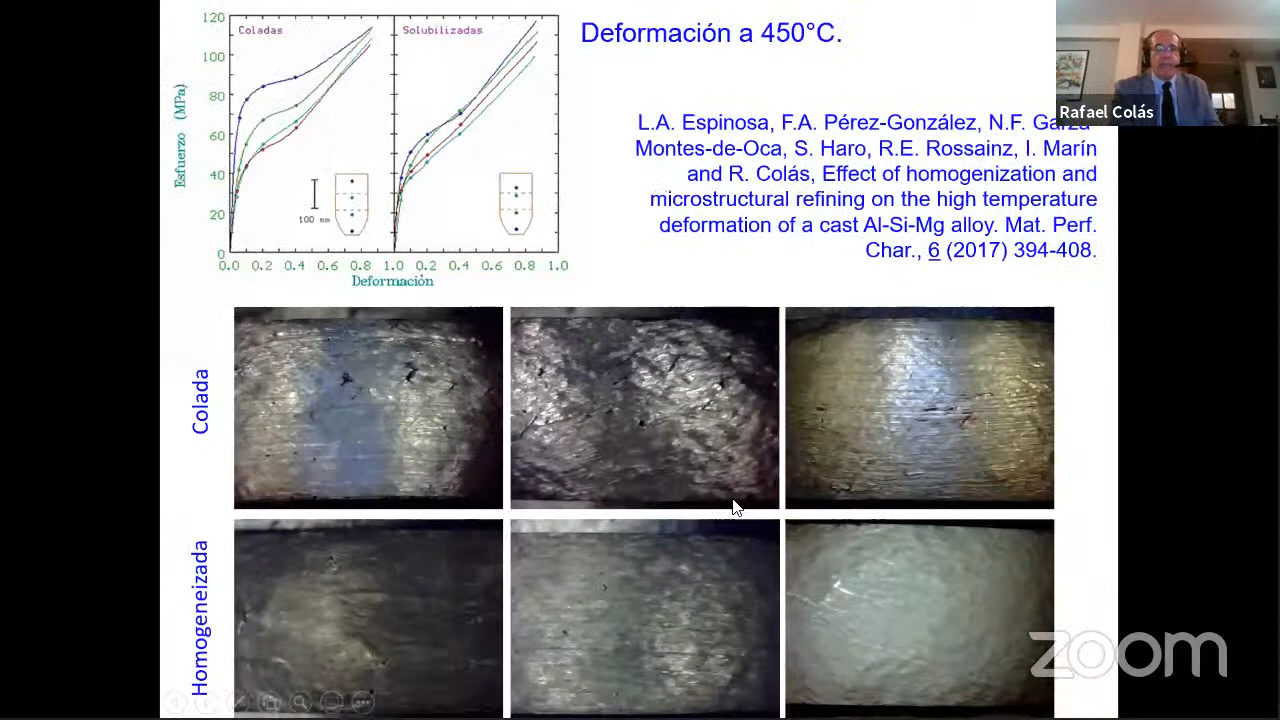 Deformación a 450°C.
Rafael Colás
L.A. Espinosa, F.A. Pérez-González, N.F. Garza
Montes-de-Oca, S. Haro, R.E. Rossainz, I. Marín
and R. Colás, Effect of homogenization and
microstructural refining on the high temperature
deformation of a cast Al-Si-Mg alloy. Mat. Perf.
Char., 6 (2017) 394-408.
Coladas
Solubilizadas
Esfuerzo (MPa)
120
100
80
60
40
20
0
100 mm
0.0 0.2 0.4 0.6 0.8 1.0 0.2 0.4 0.6 0.8 1.0
Deformación
Colada
Homogeneizada
zoom